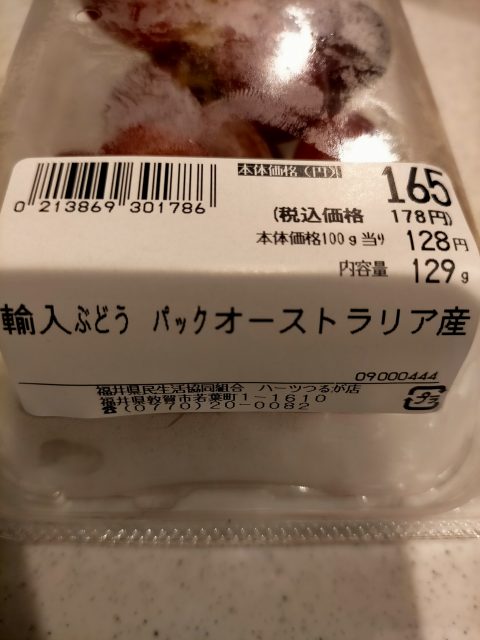 本体価格(円) 165
(税込価格 178円)
本体価格100g当り 128円
内容量 129g
0 213869 301786
輸入ぶどう パックオーストラリア産
09000444
福井県民生活協同組合 ハーツつるが店
福井県敦賀市若葉町1-1610
☎(0770)20-0082
プラ